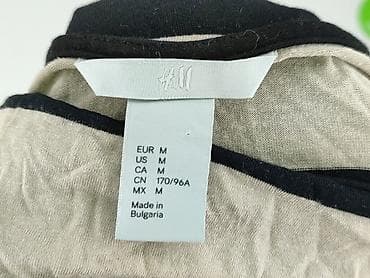 H&M
EUR M
US M
CA M
CN 170/96A
MX M
Made in
Bulgaria